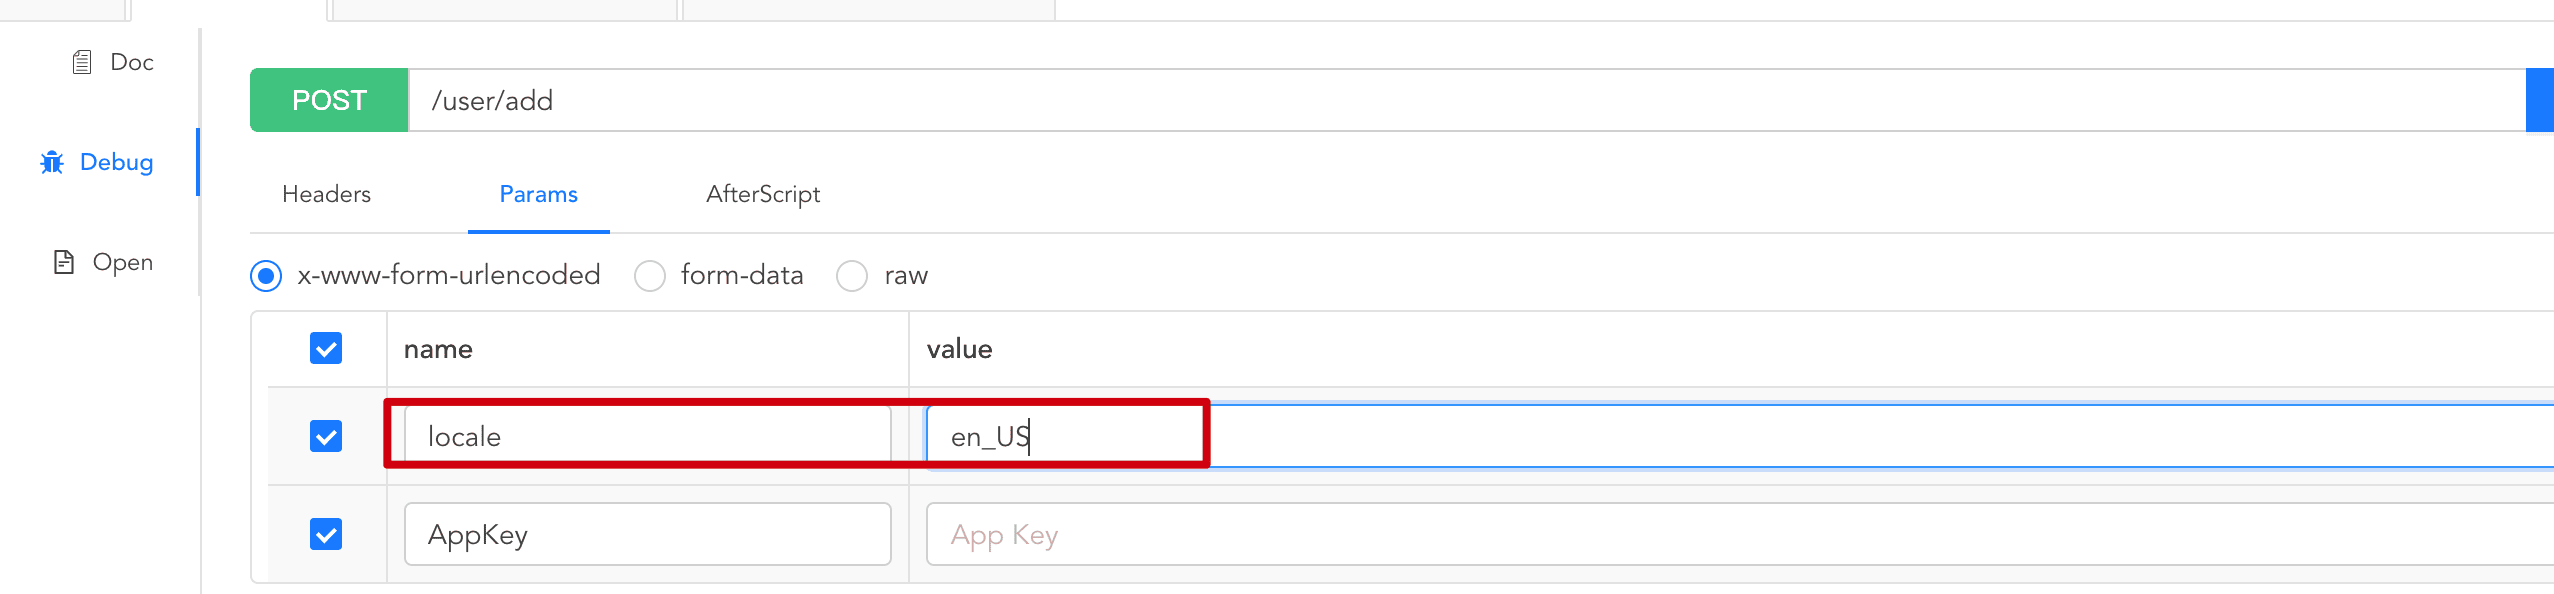 Doc
POST /user/add
Debug
Headers Params AfterScript
Open
x-www-form-urlencoded form-data raw
name value
locale en_US
AppKey App Key